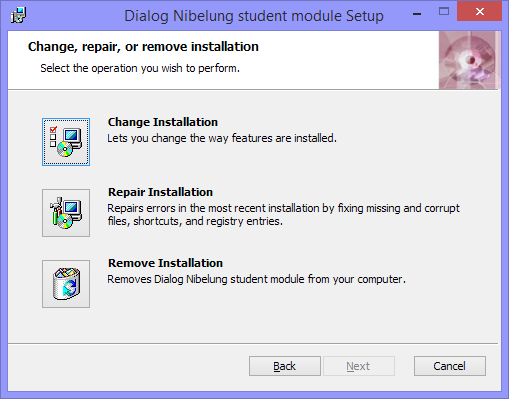 Dialog Nibelung student module Setup
Change, repair, or remove installation
Select the operation you wish to perform.
Change Installation
Lets you change the way features are installed.
Repair Installation
Repairs errors in the most recent installation by fixing missing and corrupt
files, shortcuts, and registry entries.
Remove Installation
Removes Dialog Nibelung student module from your computer.
Back Next Cancel